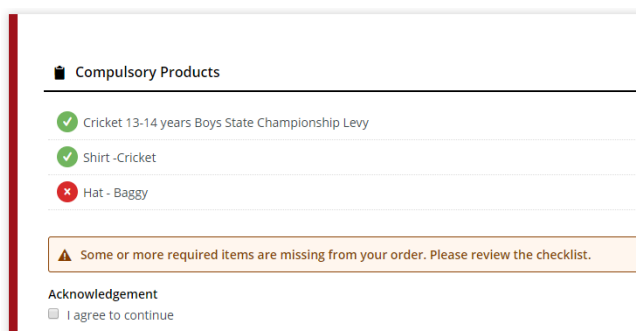 Compulsory Products
Cricket 13-14 years Boys State Championship Levy
Shirt -Cricket
Hat - Baggy
Some or more required items are missing from your order. Please review the checklist.
Acknowledgement
I agree to continue